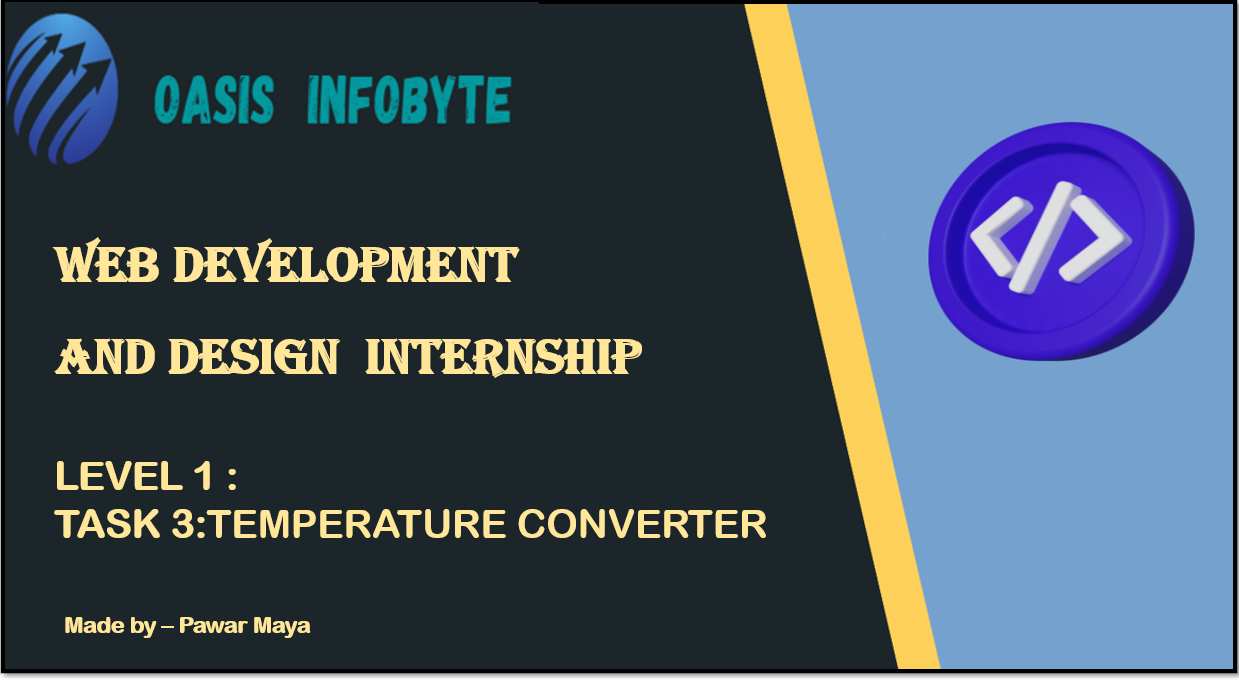 OASIS INFOBYTE
WEB DEVELOPMENT
AND DESIGN INTERNSHIP
LEVEL 1 :
TASK 3:TEMPERATURE CONVERTER
Made by – Pawar Maya